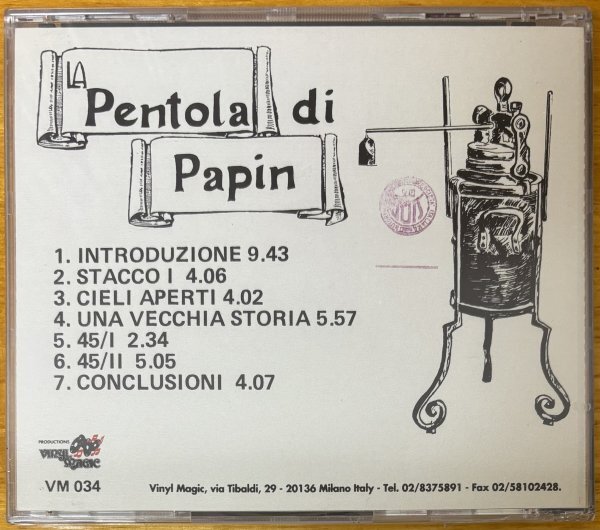 LA
Pentola di
Papin
1. INTRODUZIONE 9.43
2. STACCO I 4.06
3. CIELI APERTI 4.02
4. UNA VECCHIA STORIA 5.57
5. 45/I 2.34
6. 45/II 5.05
7. CONCLUSIONI 4.07
PRODUCTIONS
VINYL MAGIC
VM 034
Vinyl Magic, via Tibaldi, 29 - 20136 Milano Italy - Tel. 02/8375891 - Fax 02/58102428.